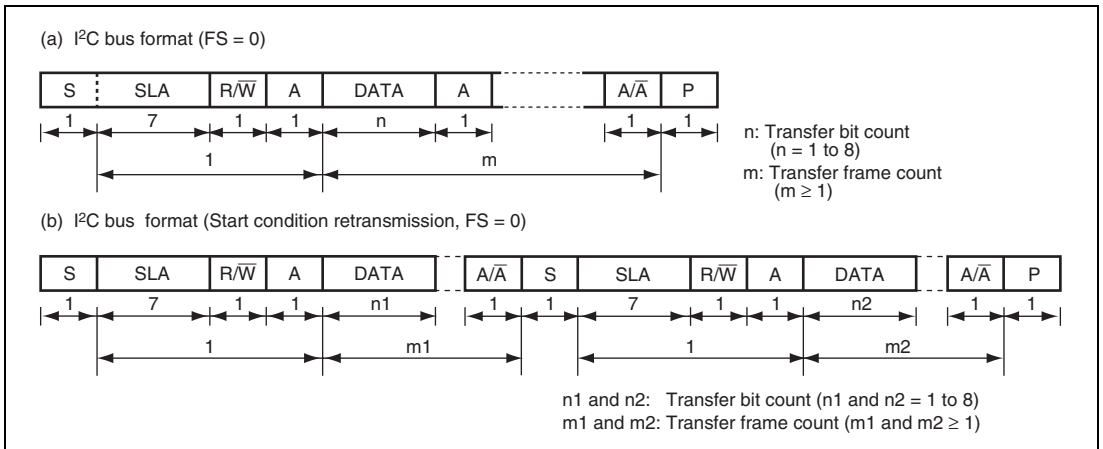 (a) I²C bus format (FS = 0)
S SLA R/W̅ A DATA A A/A̅ P
1 7 1 1 n 1 1 1
1 m
n: Transfer bit count
(n = 1 to 8)
m: Transfer frame count
(m ≥ 1)
(b) I²C bus format (Start condition retransmission, FS = 0)
S SLA R/W̅ A DATA A/A̅ S SLA R/W̅ A DATA A/A̅ P
1 7 1 1 n1 1 1 7 1 1 n2 1 1
1 m1 1 m2
n1 and n2: Transfer bit count (n1 and n2 = 1 to 8)
m1 and m2: Transfer frame count (m1 and m2 ≥ 1)